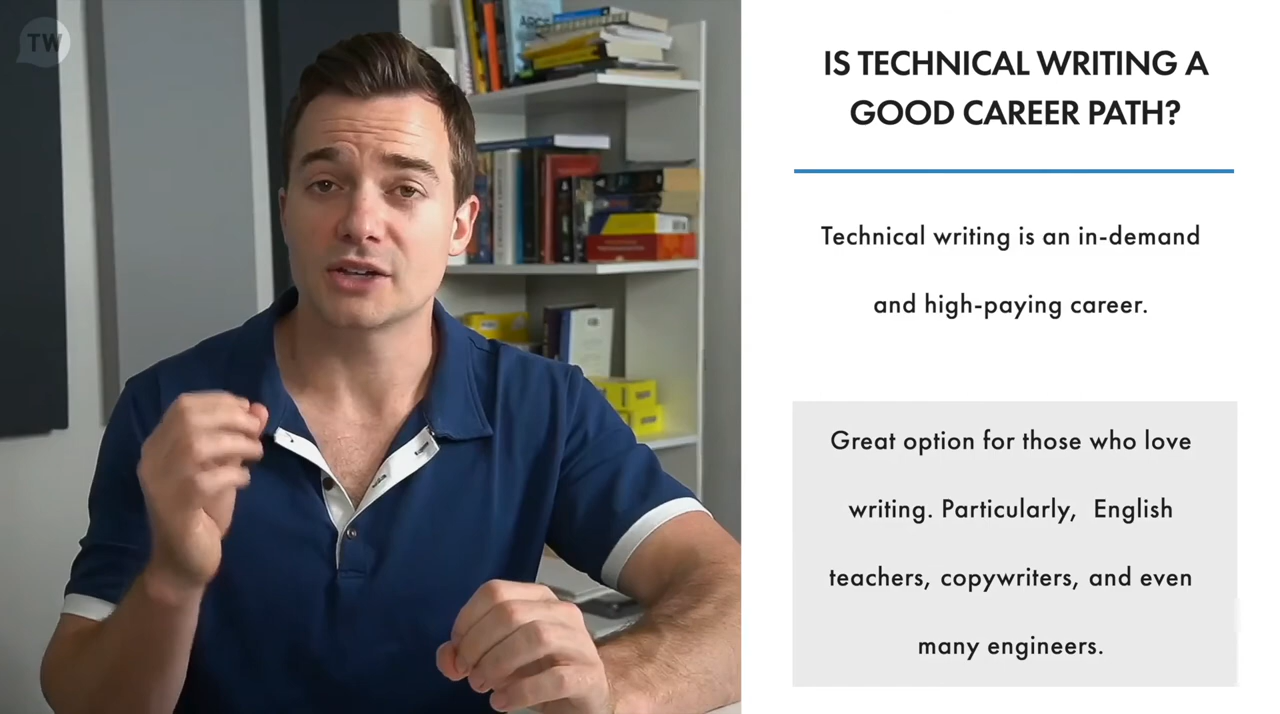 TW
IS TECHNICAL WRITING A
GOOD CAREER PATH?
Technical writing is an in-demand
and high-paying career.
Great option for those who love
writing. Particularly, English
teachers, copywriters, and even
many engineers.